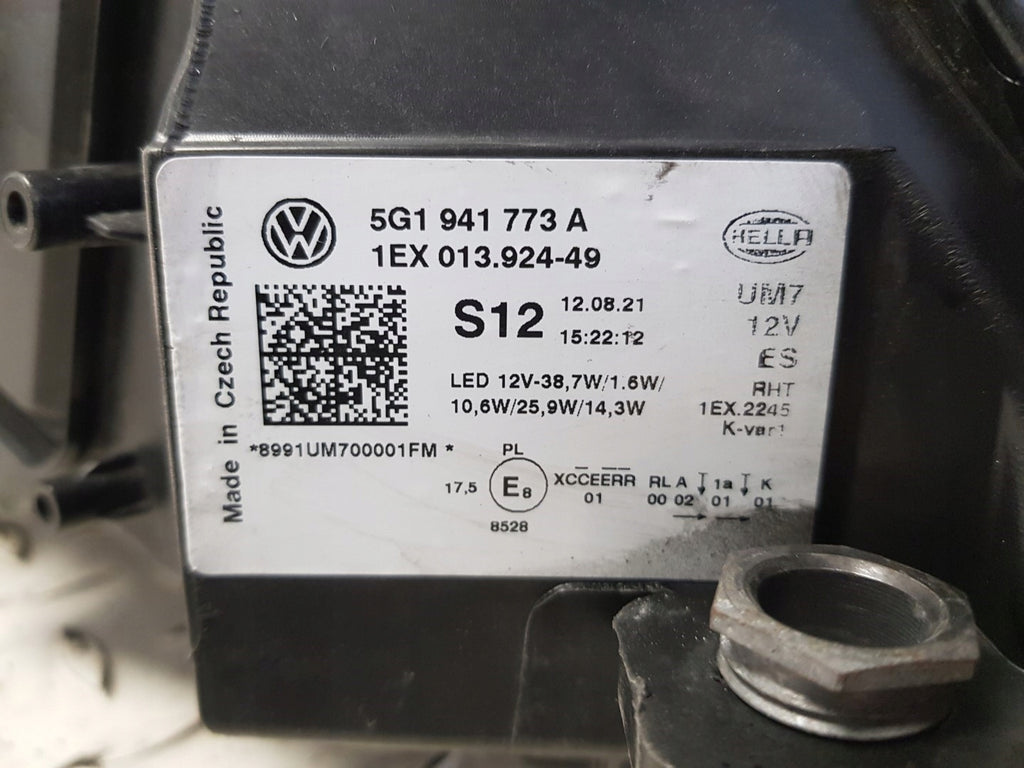 Made in Czech Republic
5G1 941 773 A
1EX 013.924-49
HELLA
S12
12.08.21
15:22:12
UM7
12V
ES
LED 12V-38,7W/1.6W/
10,6W/25,9W/14,3W
RHT
1EX.2245
K-var1
*8991UM700001FM *
PL
17,5 E8 XCCEERR RL A 1a K
01 00 02 01 01
8528